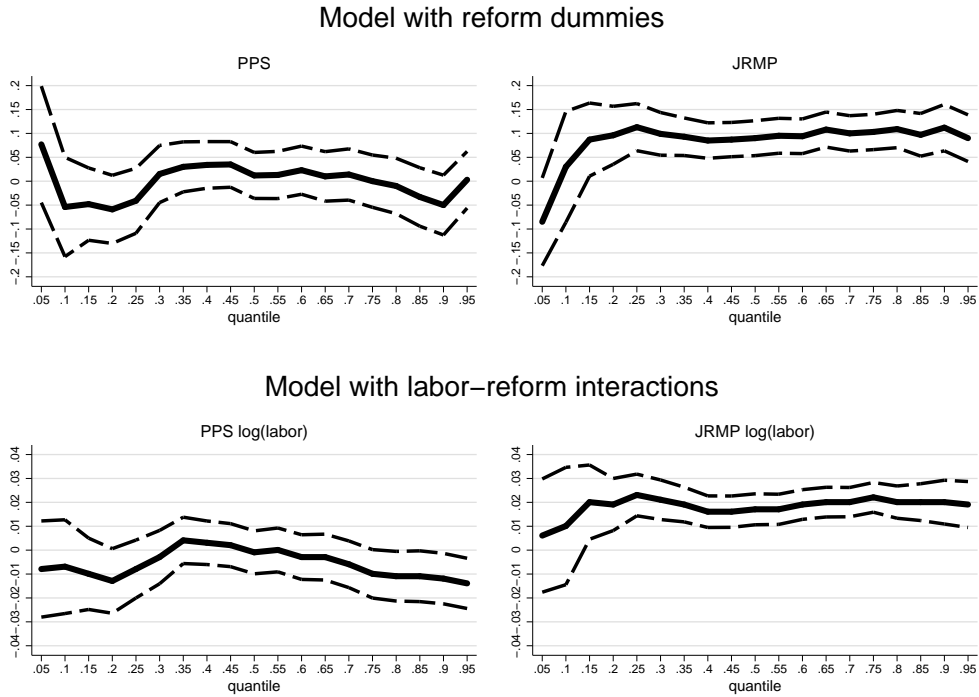 Model with reform dummies
PPS
JRMP
.2
.15
.1
.05
0
-.05
-.1
-.15
-.2
.05 .1 .15 .2 .25 .3 .35 .4 .45 .5 .55 .6 .65 .7 .75 .8 .85 .9 .95
quantile
.2
.15
.1
.05
0
-.05
-.1
-.15
-.2
.05 .1 .15 .2 .25 .3 .35 .4 .45 .5 .55 .6 .65 .7 .75 .8 .85 .9 .95
quantile
Model with labor−reform interactions
PPS log(labor)
JRMP log(labor)
.04
.03
.02
.01
0
-.01
-.02
-.03
-.04
.05 .1 .15 .2 .25 .3 .35 .4 .45 .5 .55 .6 .65 .7 .75 .8 .85 .9 .95
quantile
.04
.03
.02
.01
0
-.01
-.02
-.03
-.04
.05 .1 .15 .2 .25 .3 .35 .4 .45 .5 .55 .6 .65 .7 .75 .8 .85 .9 .95
quantile